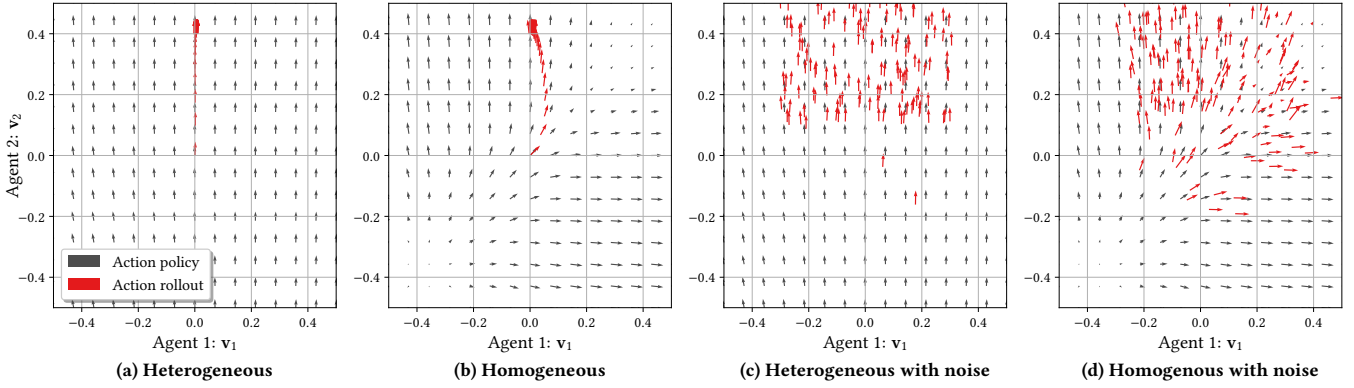 0.4
0.2
0.0
−0.2
−0.4
Agent 2: v₂
Action policy
Action rollout
−0.4 −0.2 0.0 0.2 0.4
Agent 1: v₁
(a) Heterogeneous
0.4
0.2
0.0
−0.2
−0.4
−0.4 −0.2 0.0 0.2 0.4
Agent 1: v₁
(b) Homogeneous
0.4
0.2
0.0
−0.2
−0.4
−0.4 −0.2 0.0 0.2 0.4
Agent 1: v₁
(c) Heterogeneous with noise
0.4
0.2
0.0
−0.2
−0.4
−0.4 −0.2 0.0 0.2 0.4
Agent 1: v₁
(d) Homogenous with noise